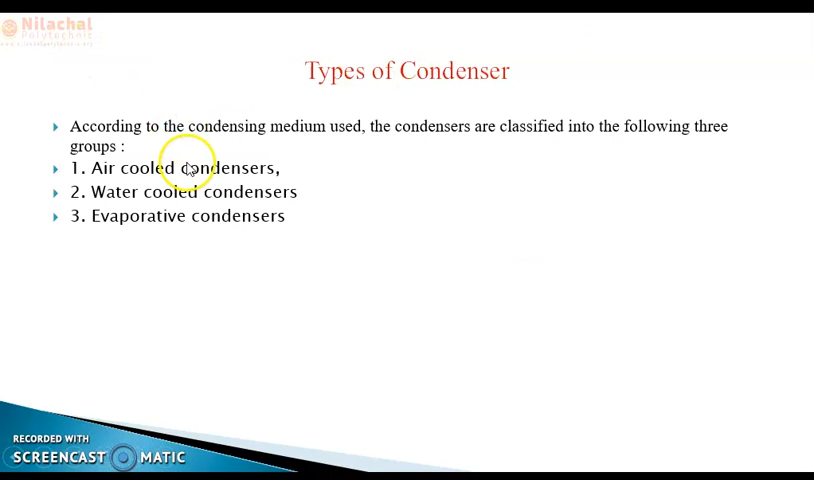 Nilachal
Polytechnic
Types of Condenser
According to the condensing medium used, the condensers are classified into the following three
groups :
1. Air cooled condensers,
2. Water cooled condensers
3. Evaporative condensers
RECORDED WITH
SCREENCAST MATIC